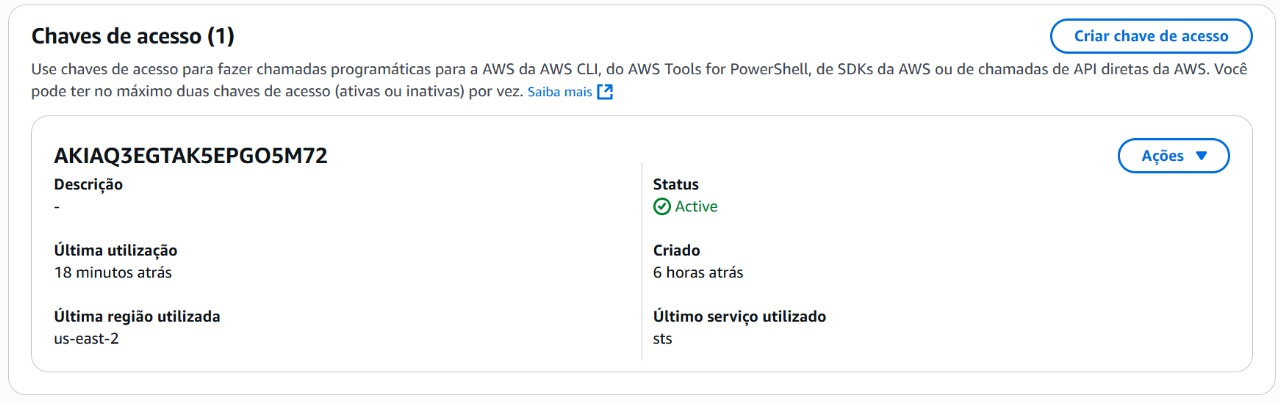 Chaves de acesso (1)
Criar chave de acesso
Use chaves de acesso para fazer chamadas programáticas para a AWS da AWS CLI, do AWS Tools for PowerShell, de SDKs da AWS ou de chamadas de API diretas da AWS. Você
pode ter no máximo duas chaves de acesso (ativas ou inativas) por vez. Saiba mais
AKIAQ3EGTAK5EPGO5M72
Ações
Descrição
-
Status
Active
Última utilização
18 minutos atrás
Criado
6 horas atrás
Última região utilizada
us-east-2
Último serviço utilizado
sts